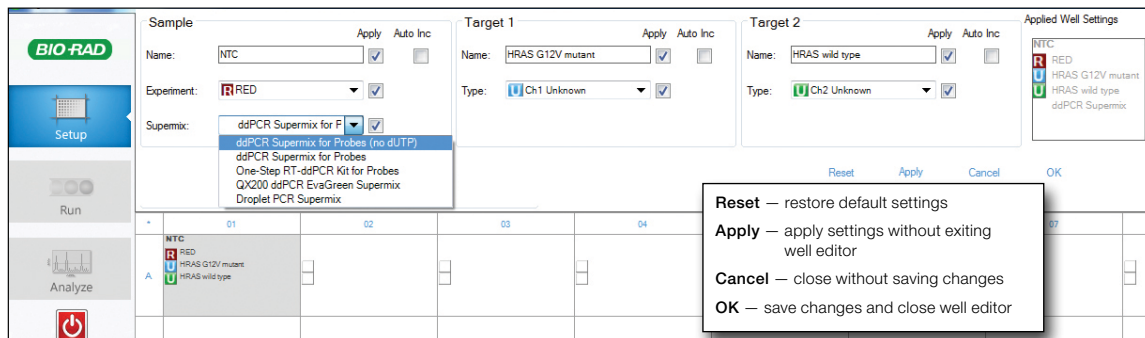 BIO-RAD
Setup
Run
Analyze
Sample
Apply Auto Inc
Name: NTC
Experiment: R RED
Supermix: ddPCR Supermix for P
ddPCR Supermix for Probes (no dUTP)
ddPCR Supermix for Probes
One-Step RT-ddPCR Kit for Probes
QX200 ddPCR EvaGreen Supermix
Droplet PCR Supermix
Target 1
Apply Auto Inc
Name: HRAS G12V mutant
Type: U Ch1 Unknown
Target 2
Apply Auto Inc
Name: HRAS wild type
Type: U Ch2 Unknown
Applied Well Settings
NTC
R RED
U HRAS G12V mutant
U HRAS wild type
ddPCR Supermix
Reset Apply Cancel OK
Reset — restore default settings
Apply — apply settings without exiting
well editor
Cancel — close without saving changes
OK — save changes and close well editor
* 01 02 03 04 07
A
NTC
R RED
U HRAS G12V mutant
U HRAS wild type